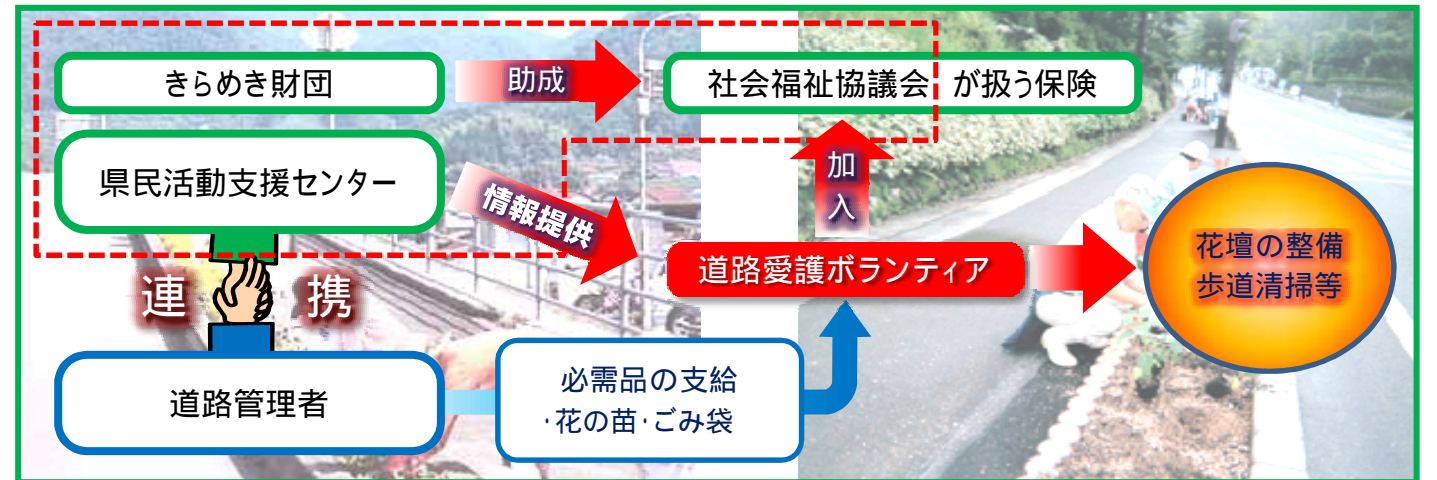 きらめき財団
助成
社会福祉協議会 が扱う保険
県民活動支援センター
情報提供
加
入
道路愛護ボランティア
花壇の整備
歩道清掃等
連 携
道路管理者
必需品の支給
・花の苗・ごみ袋